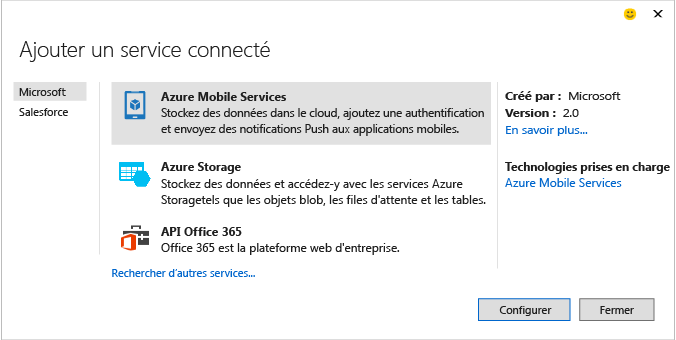 Ajouter un service connecté
Microsoft
Salesforce
Azure Mobile Services
Stockez des données dans le cloud, ajoutez une authentification
et envoyez des notifications Push aux applications mobiles.
Azure Storage
Stockez des données et accédez-y avec les services Azure
Storagetels que les objets blob, les files d'attente et les tables.
API Office 365
Office 365 est la plateforme web d'entreprise.
Rechercher d'autres services...
Créé par : Microsoft
Version : 2.0
En savoir plus...
Technologies prises en charge
Azure Mobile Services
Configurer
Fermer